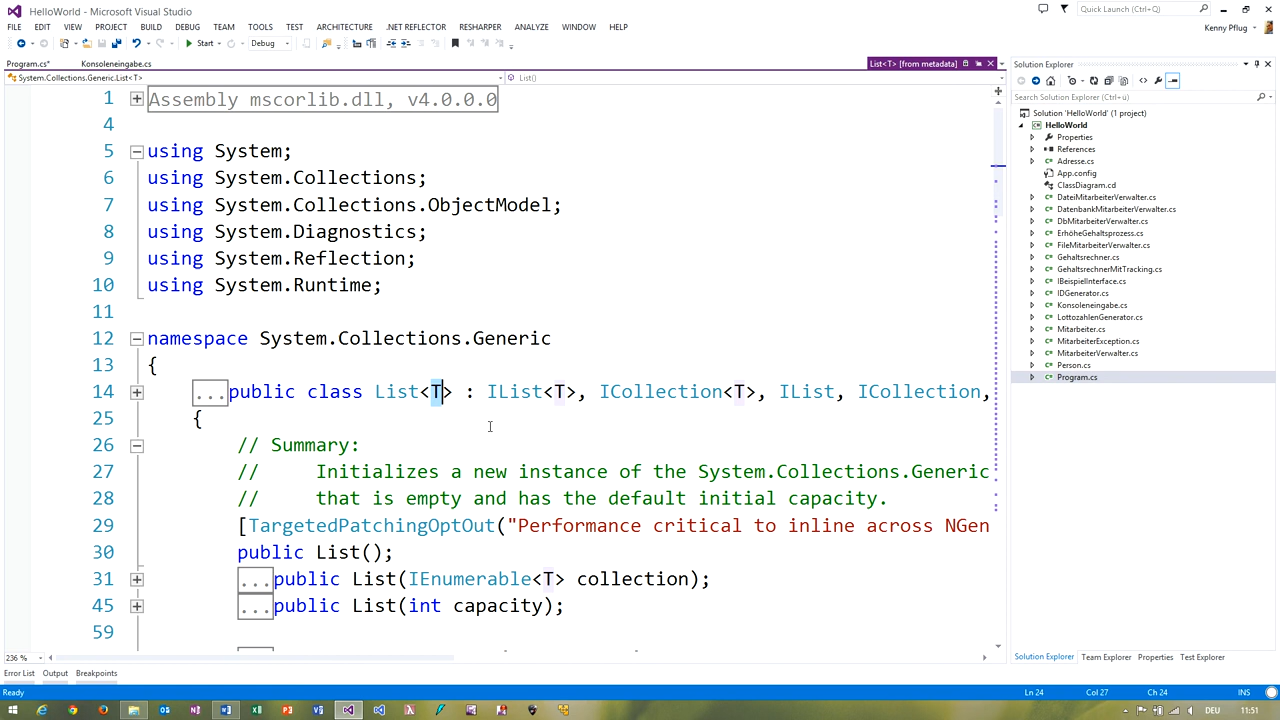 HelloWorld - Microsoft Visual Studio
Quick Launch (Ctrl+Q)
FILE EDIT VIEW PROJECT BUILD DEBUG TEAM TOOLS TEST ARCHITECTURE .NET REFLECTOR RESHARPER ANALYZE WINDOW HELP
Kenny Pflug
Start Debug
Program.cs* Konsoleneingabe.cs List<T> [from metadata]
System.Collections.Generic.List<T> List()
1 Assembly mscorlib.dll, v4.0.0.0
4
5 using System;
6 using System.Collections;
7 using System.Collections.ObjectModel;
8 using System.Diagnostics;
9 using System.Reflection;
10 using System.Runtime;
11
12 namespace System.Collections.Generic
13 {
14 ...public class List<T> : IList<T>, ICollection<T>, IList, ICollection,
25 {
26 // Summary:
27 // Initializes a new instance of the System.Collections.Generic
28 // that is empty and has the default initial capacity.
29 [TargetedPatchingOptOut("Performance critical to inline across NGen
30 public List();
31 ...public List(IEnumerable<T> collection);
45 ...public List(int capacity);
59
236 %
Error List Output Breakpoints
Solution Explorer
Search Solution Explorer (Ctrl+ü)
Solution 'HelloWorld' (1 project)
HelloWorld
Properties
References
Adresse.cs
App.config
ClassDiagram.cd
DateiMitarbeiterVerwalter.cs
DatenbankMitarbeiterVerwalter.cs
DbMitarbeiterVerwalter.cs
ErhöheGehaltsprozess.cs
FileMitarbeiterVerwalter.cs
Gehaltsrechner.cs
GehaltsrechnerMitTracking.cs
IBeispielInterface.cs
IDGenerator.cs
Konsoleneingabe.cs
LottozahlenGenerator.cs
Mitarbeiter.cs
MitarbeiterException.cs
MitarbeiterVerwalter.cs
Person.cs
Program.cs
Solution Explorer Team Explorer Properties Test Explorer
Ready Ln 24 Col 27 Ch 24 INS
DEU 11:51